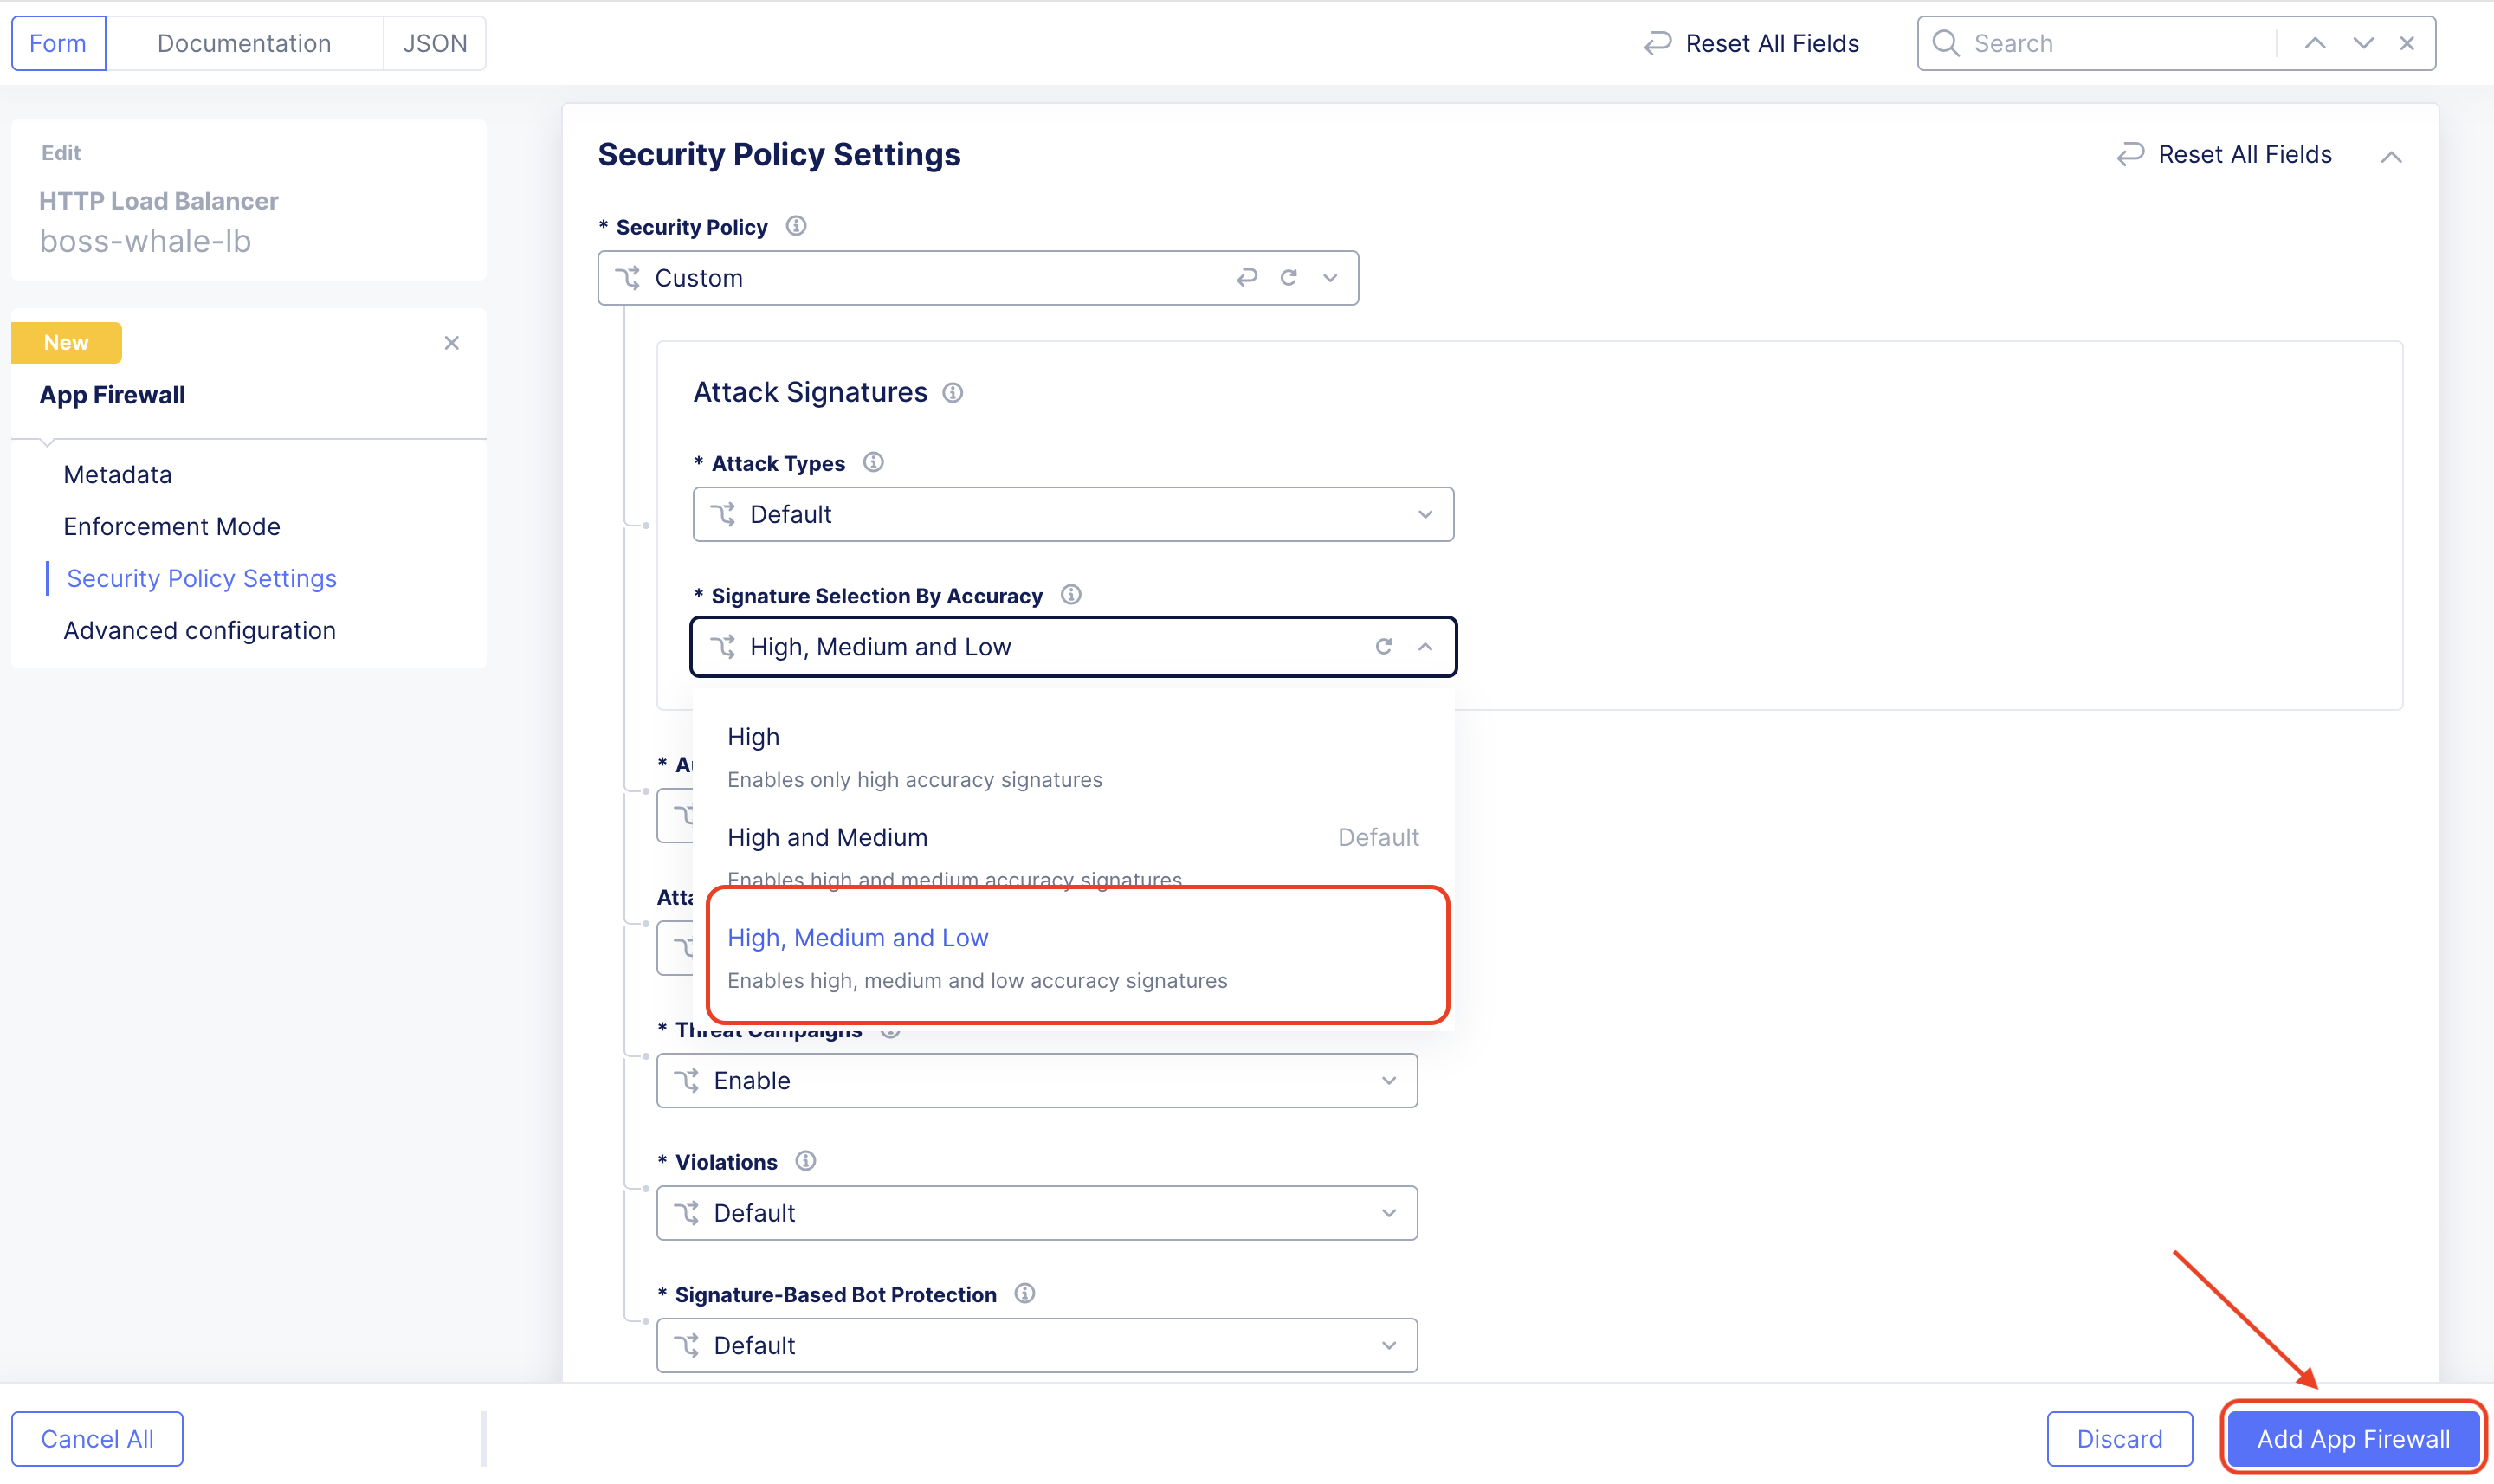 Form
Documentation
JSON
Reset All Fields
Search
Edit
HTTP Load Balancer
boss-whale-lb
New
App Firewall
Metadata
Enforcement Mode
Security Policy Settings
Advanced configuration
Security Policy Settings
Reset All Fields
* Security Policy
Custom
Attack Signatures
* Attack Types
Default
* Signature Selection By Accuracy
High, Medium and Low
High
Enables only high accuracy signatures
High and Medium
Default
Enables high and medium accuracy signatures
High, Medium and Low
Enables high, medium and low accuracy signatures
* Threat Campaigns
Enable
* Violations
Default
* Signature-Based Bot Protection
Default
Cancel All
Discard
Add App Firewall